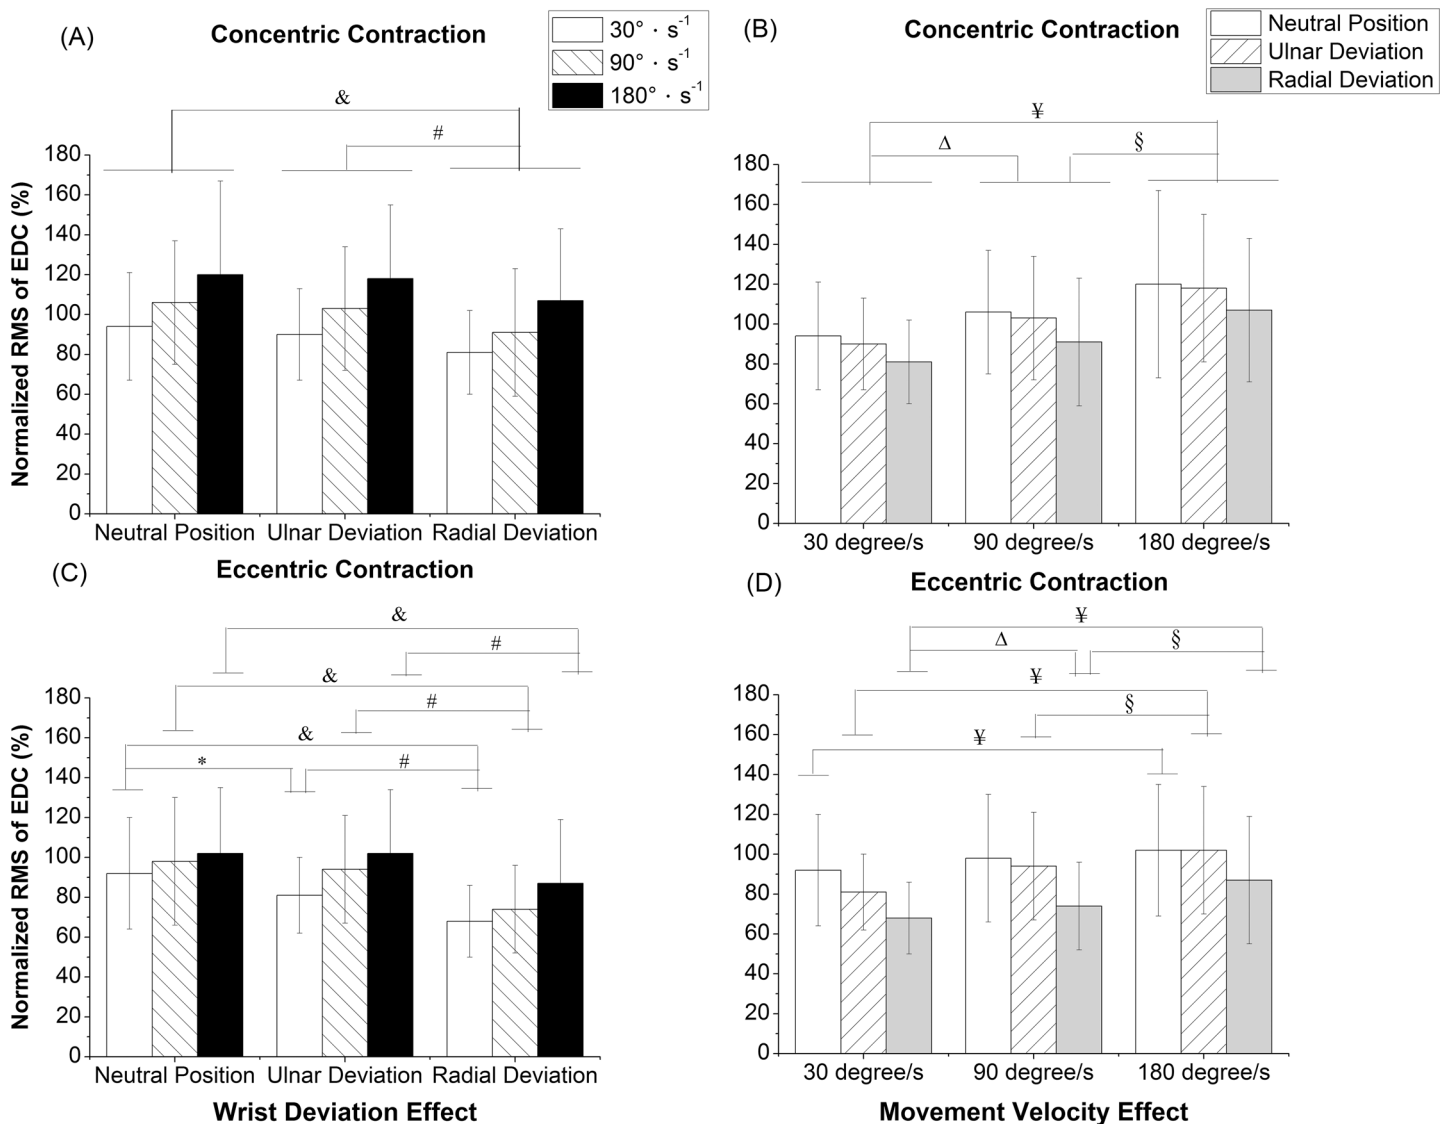 (A)
Concentric Contraction
30° · s⁻¹
90° · s⁻¹
180° · s⁻¹
&
#
Normalized RMS of EDC (%)
180
160
140
120
100
80
60
40
20
0
Neutral Position
Ulnar Deviation
Radial Deviation
(B)
Concentric Contraction
Neutral Position
Ulnar Deviation
Radial Deviation
¥
Δ
§
180
160
140
120
100
80
60
40
20
0
30 degree/s
90 degree/s
180 degree/s
(C)
Eccentric Contraction
&
#
&
#
&
*
#
Normalized RMS of EDC (%)
180
160
140
120
100
80
60
40
20
0
Neutral Position
Ulnar Deviation
Radial Deviation
Wrist Deviation Effect
(D)
Eccentric Contraction
¥
Δ
§
¥
§
¥
180
160
140
120
100
80
60
40
20
0
30 degree/s
90 degree/s
180 degree/s
Movement Velocity Effect